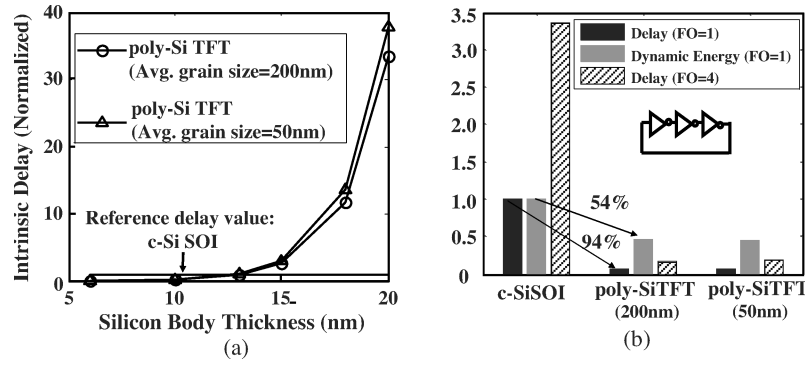 (a)
Intrinsic Delay (Normalized)
40
30
20
10
0
poly-Si TFT
(Avg. grain size=200nm)
poly-Si TFT
(Avg. grain size=50nm)
Reference delay value:
c-Si SOI
5
10
15
20
Silicon Body Thickness (nm)
(a)
(b)
3.5
3.0
2.5
2.0
1.5
1.0
0.5
0
Delay (FO=1)
Dynamic Energy (FO=1)
Delay (FO=4)
54%
94%
c-SiSOI
poly-SiTFT
(200nm)
poly-SiTFT
(50nm)
(b)